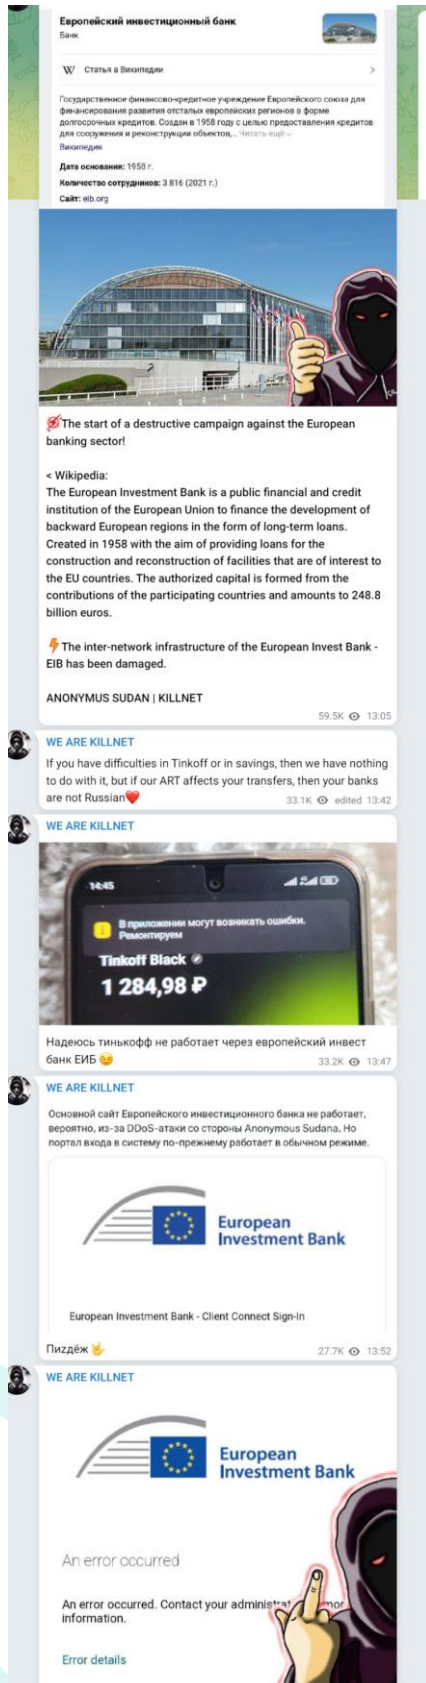 Европейский инвестиционный банк
Банк
W Статья в Википедии
Государственное финансово-кредитное учреждение Европейского союза для
финансирования развития отсталых европейских регионов в форме
долгосрочных кредитов. Создан в 1958 году с целью предоставления кредитов
для сооружения и реконструкции объектов,... Читать ещё
Википедия
Дата основания: 1958 г.
Количество сотрудников: 3 816 (2021 г.)
Сайт: eib.org
The start of a destructive campaign against the European
banking sector!
< Wikipedia:
The European Investment Bank is a public financial and credit
institution of the European Union to finance the development of
backward European regions in the form of long-term loans.
Created in 1958 with the aim of providing loans for the
construction and reconstruction of facilities that are of interest to
the EU countries. The authorized capital is formed from the
contributions of the participating countries and amounts to 248.8
billion euros.
The inter-network infrastructure of the European Invest Bank -
EIB has been damaged.
ANONYMUS SUDAN | KILLNET
59.5K 13:05
WE ARE KILLNET
If you have difficulties in Tinkoff or in savings, then we have nothing
to do with it, but if our ART affects your transfers, then your banks
are not Russian
33.1K edited 13:42
WE ARE KILLNET
14:45
В приложении могут возникать ошибки.
Ремонтируем
Tinkoff Black
1 284,98 ₽
Надеюсь тинькофф не работает через европейский инвест
банк ЕИБ
33.2K 13:47
WE ARE KILLNET
Основной сайт Европейского инвестиционного банка не работает,
вероятно, из-за DDoS-атаки со стороны Anonymous Sudana. Но
портал входа в систему по-прежнему работает в обычном режиме.
European
Investment Bank
European Investment Bank - Client Connect Sign-In
Пиzдёж
27.7K 13:52
WE ARE KILLNET
European
Investment Bank
An error occurred
An error occurred. Contact your
information.
Error details